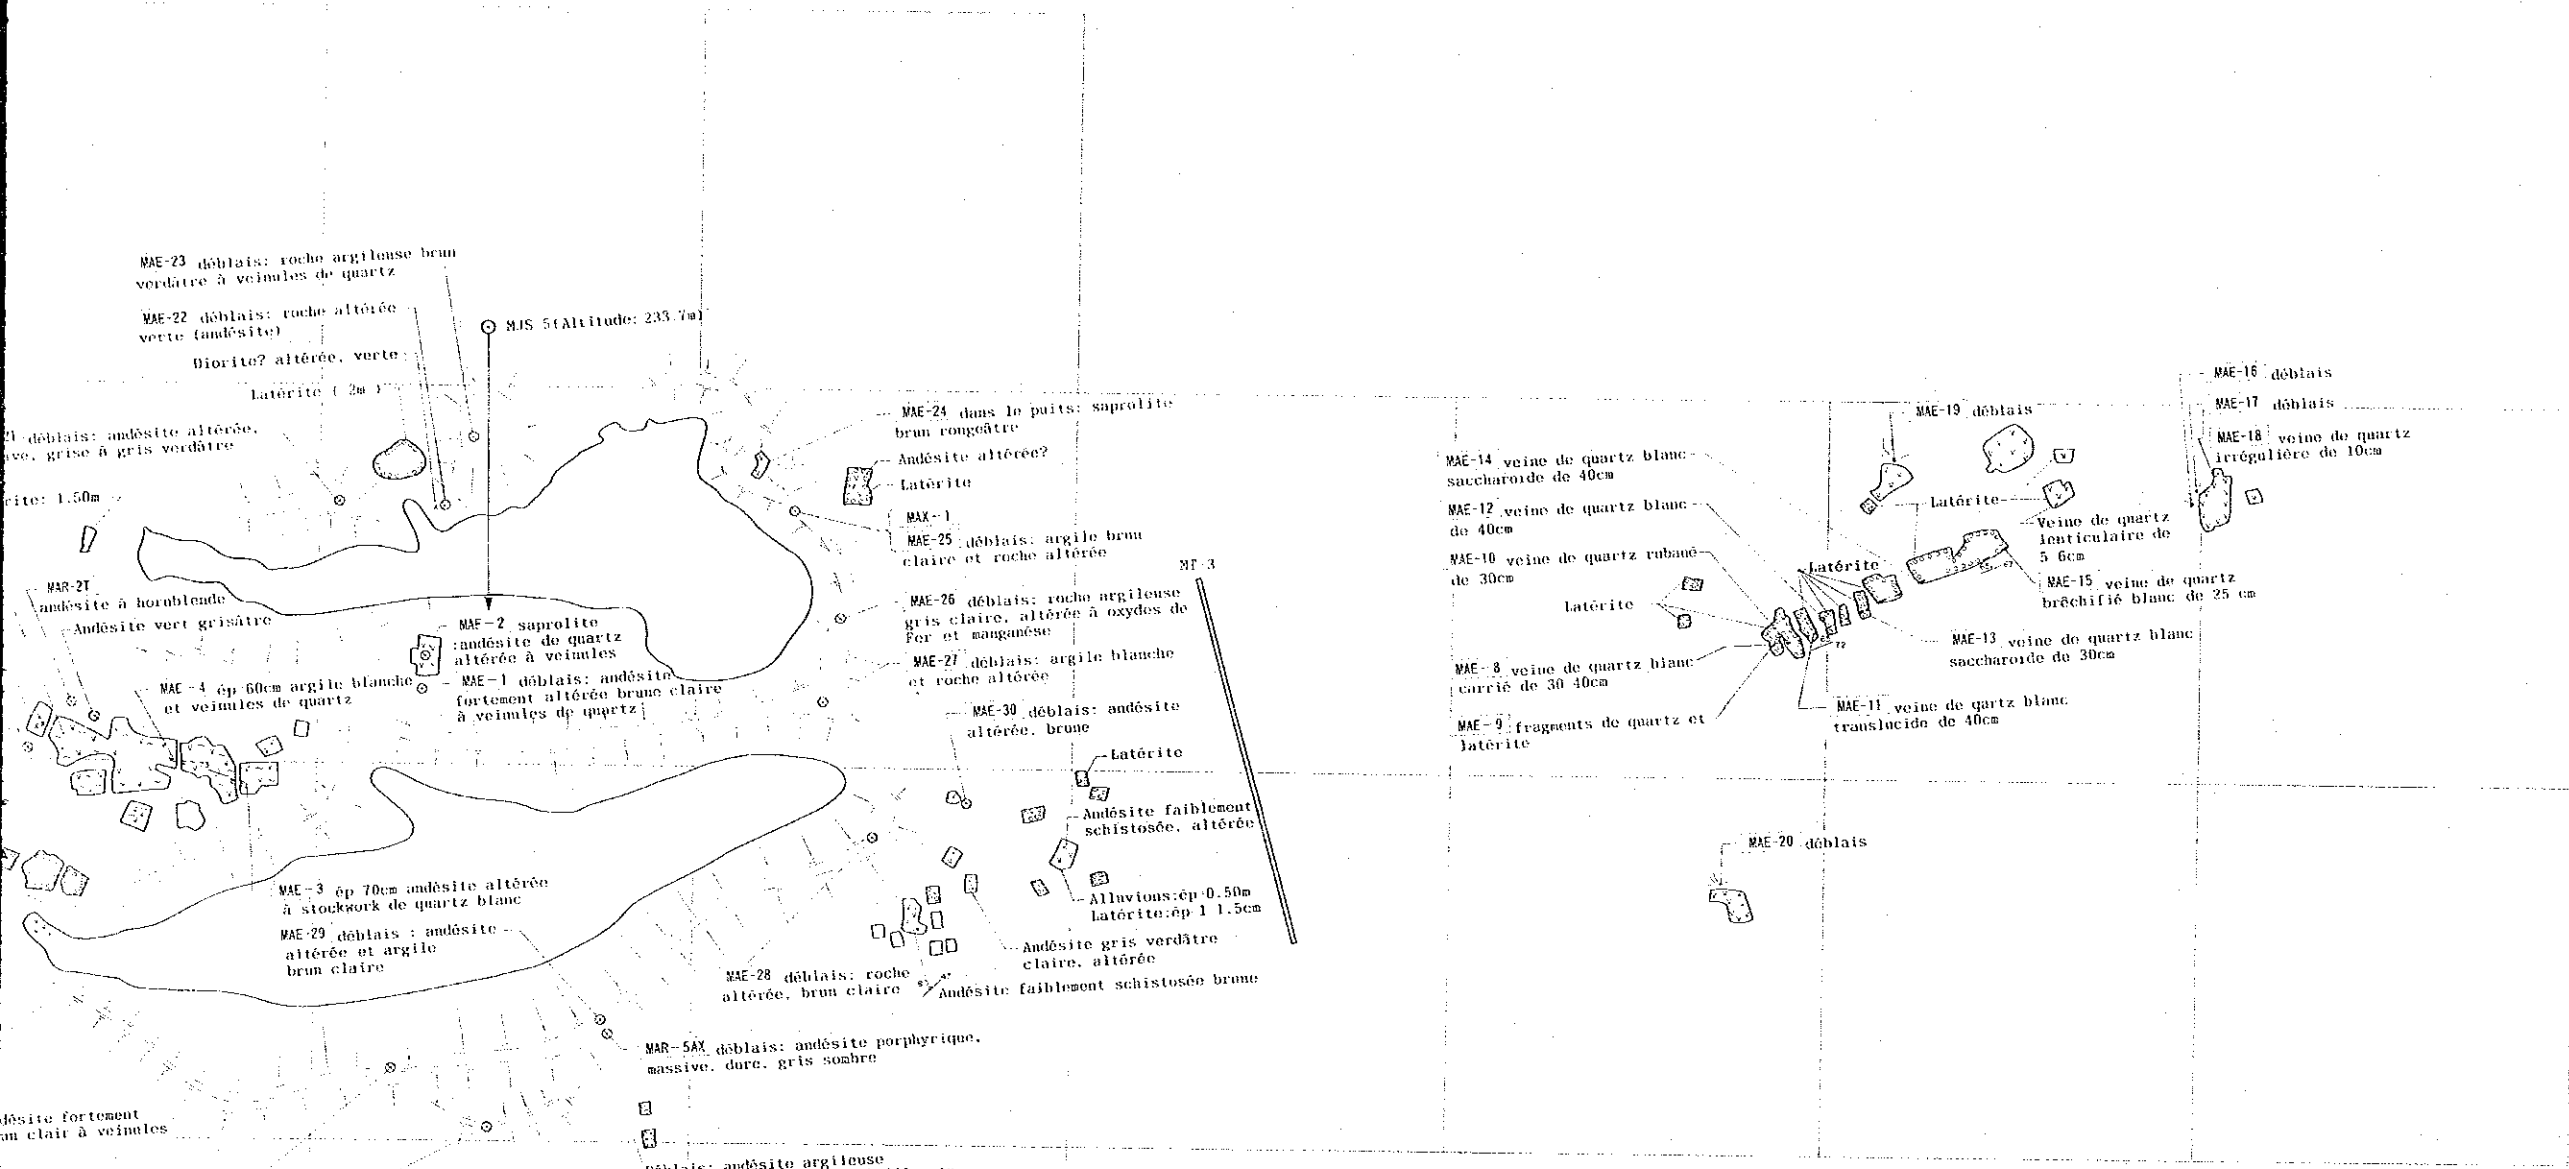 MAE-23 déblais: roche argileuse brun
verdâtre à veinules de quartz
MAE-22 déblais: roche altérée
verte (andésite)
Diorite? altérée, verte
Latérite ( 2m )
MJS 5(Altitude: 233.7m)
déblais: andésite altérée,
grise à gris verdâtre
rite: 1.50m
MAR-2T
andésite à hornblende
Andésite vert grisâtre
MAE-4 ép 60cm argile blanche
et veinules de quartz
MAE-2 saprolite
:andésite de quartz
altérée à veinules
MAE-1 déblais: andésite
fortement altérée brune claire
à veinules de quartz
MAE-24 dans le puits: saprolite
brun rougeâtre
Andésite altérée?
Latérite
MAX-1
MAE-25 déblais: argile brun
claire et roche altérée
MT-3
MAE-26 déblais: roche argileuse
gris claire, altérée à oxydes de
Fer et manganèse
MAE-27 déblais: argile blanche
et roche altérée
MAE-30 déblais: andésite
altérée, brune
Latérite
Andésite faiblement
schistosée, altérée
Alluvions:ép 0.50m
Latérite:ép 1 1.5cm
Andésite gris verdâtre
claire, altérée
MAE-28 déblais: roche
altérée, brun claire
Andésite faiblement schistosée brune
MAE-3 ép 70cm andésite altérée
à stockwork de quartz blanc
MAE-29 déblais : andésite
altérée et argile
brun claire
MAR-5AX déblais: andésite porphyrique,
massive, dure, gris sombre
désite fortement
un clair à veinules
Déblais: andésite argileuse
MAE-14 veine de quartz blanc
saccharoide de 40cm
MAE-12 veine de quartz blanc
de 40cm
MAE-10 veine de quartz rubané
de 30cm
Latérite
MAE-8 veine de quartz blanc
carrié de 30 40cm
MAE-9 fragments de quartz et
latérite
MAE-19 déblais
Latérite
Latérite
MAE-16 déblais
MAE-17 déblais
MAE-18 veine de quartz
irrégulière de 10cm
Veine de quartz
lenticulaire de
5 6cm
MAE-15 veine de quartz
brêchifié blanc de 25 cm
MAE-13 veine de quartz blanc
saccharoide de 30cm
MAE-11 veine de qartz blanc
translucide de 40cm
MAE-20 déblais